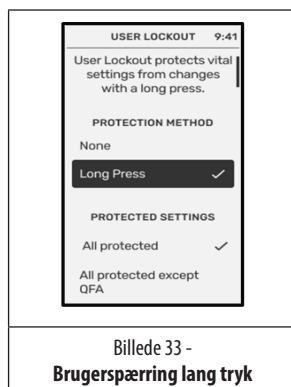 USER LOCKOUT 9:41
User Lockout protects vital
settings from changes
with a long press.
PROTECTION METHOD
None
Long Press
PROTECTED SETTINGS
All protected
All protected except
QFA
Billede 33 -
Brugerspærring lang tryk